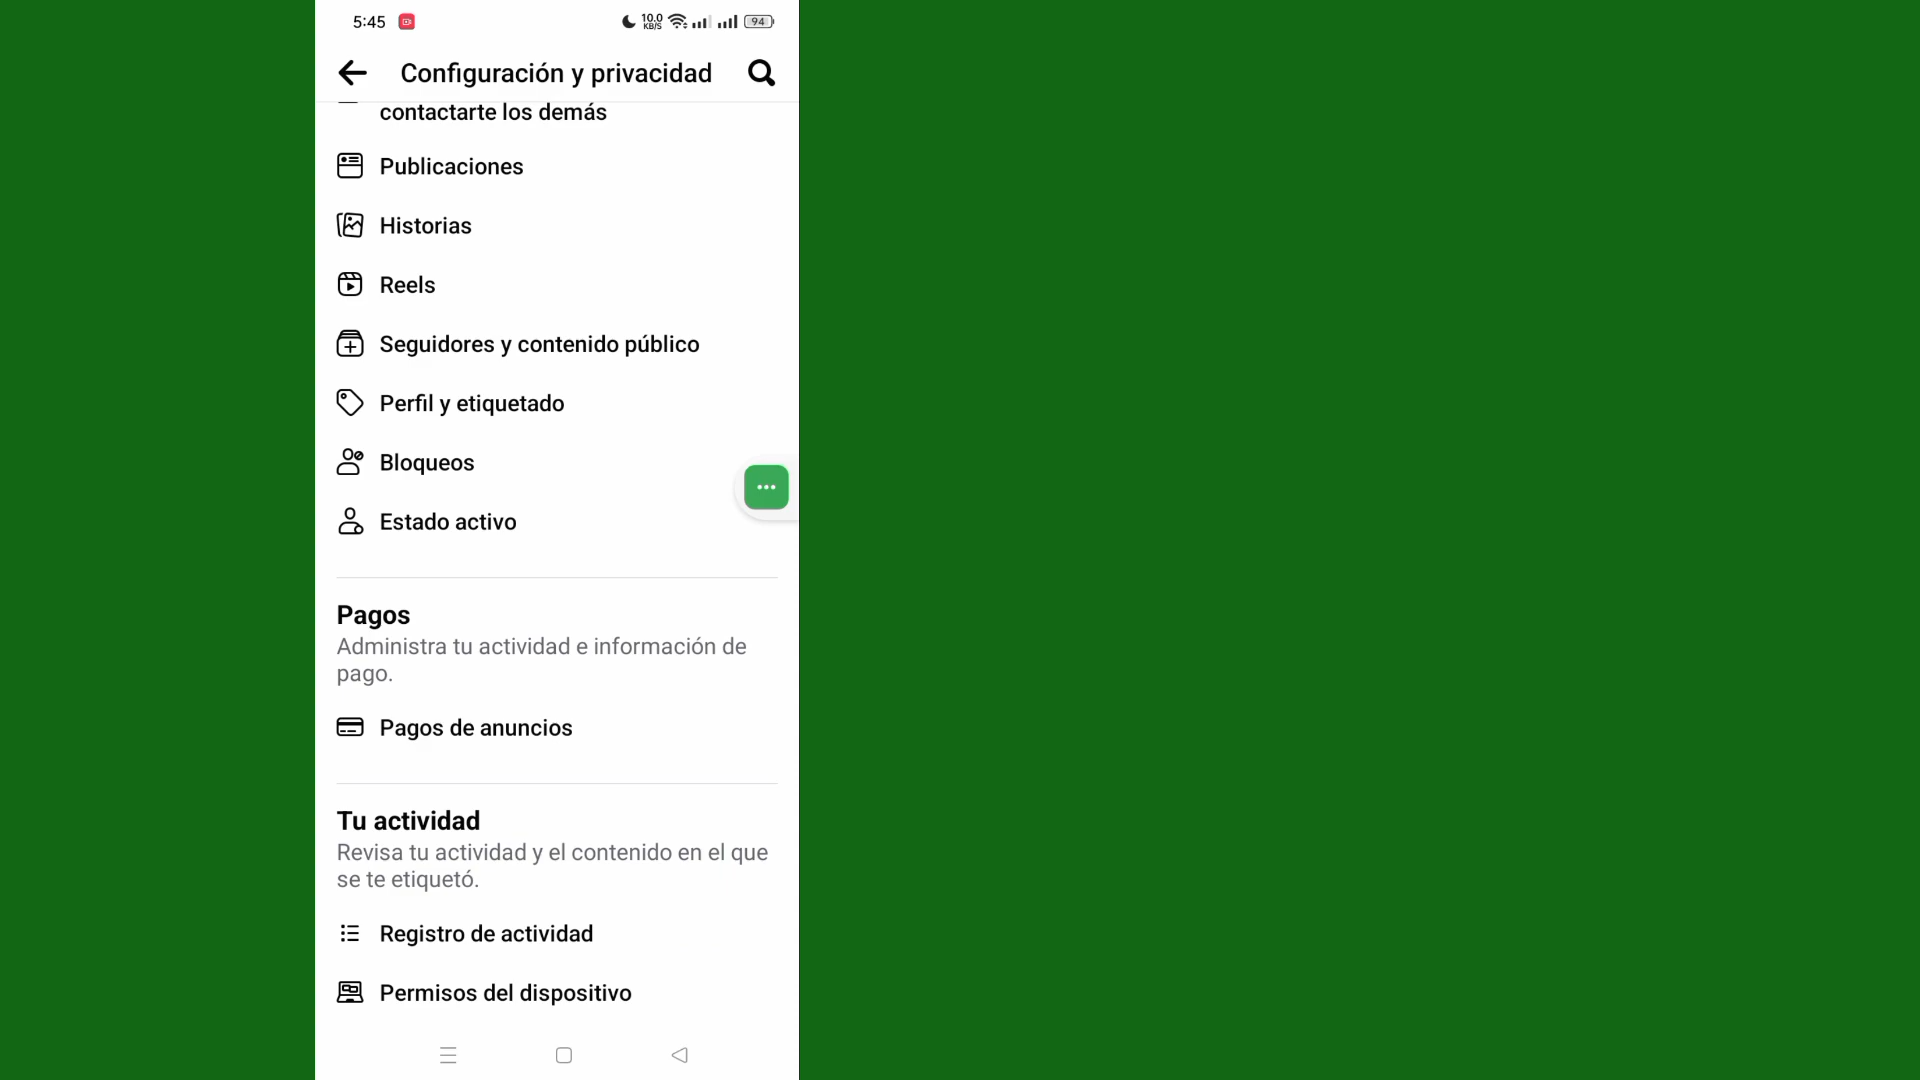 5:45
10.0
KB/S
94
Configuración y privacidad
contactarte los demás
Publicaciones
Historias
Reels
Seguidores y contenido público
Perfil y etiquetado
Bloqueos
Estado activo
Pagos
Administra tu actividad e información de
pago.
Pagos de anuncios
Tu actividad
Revisa tu actividad y el contenido en el que
se te etiquetó.
Registro de actividad
Permisos del dispositivo